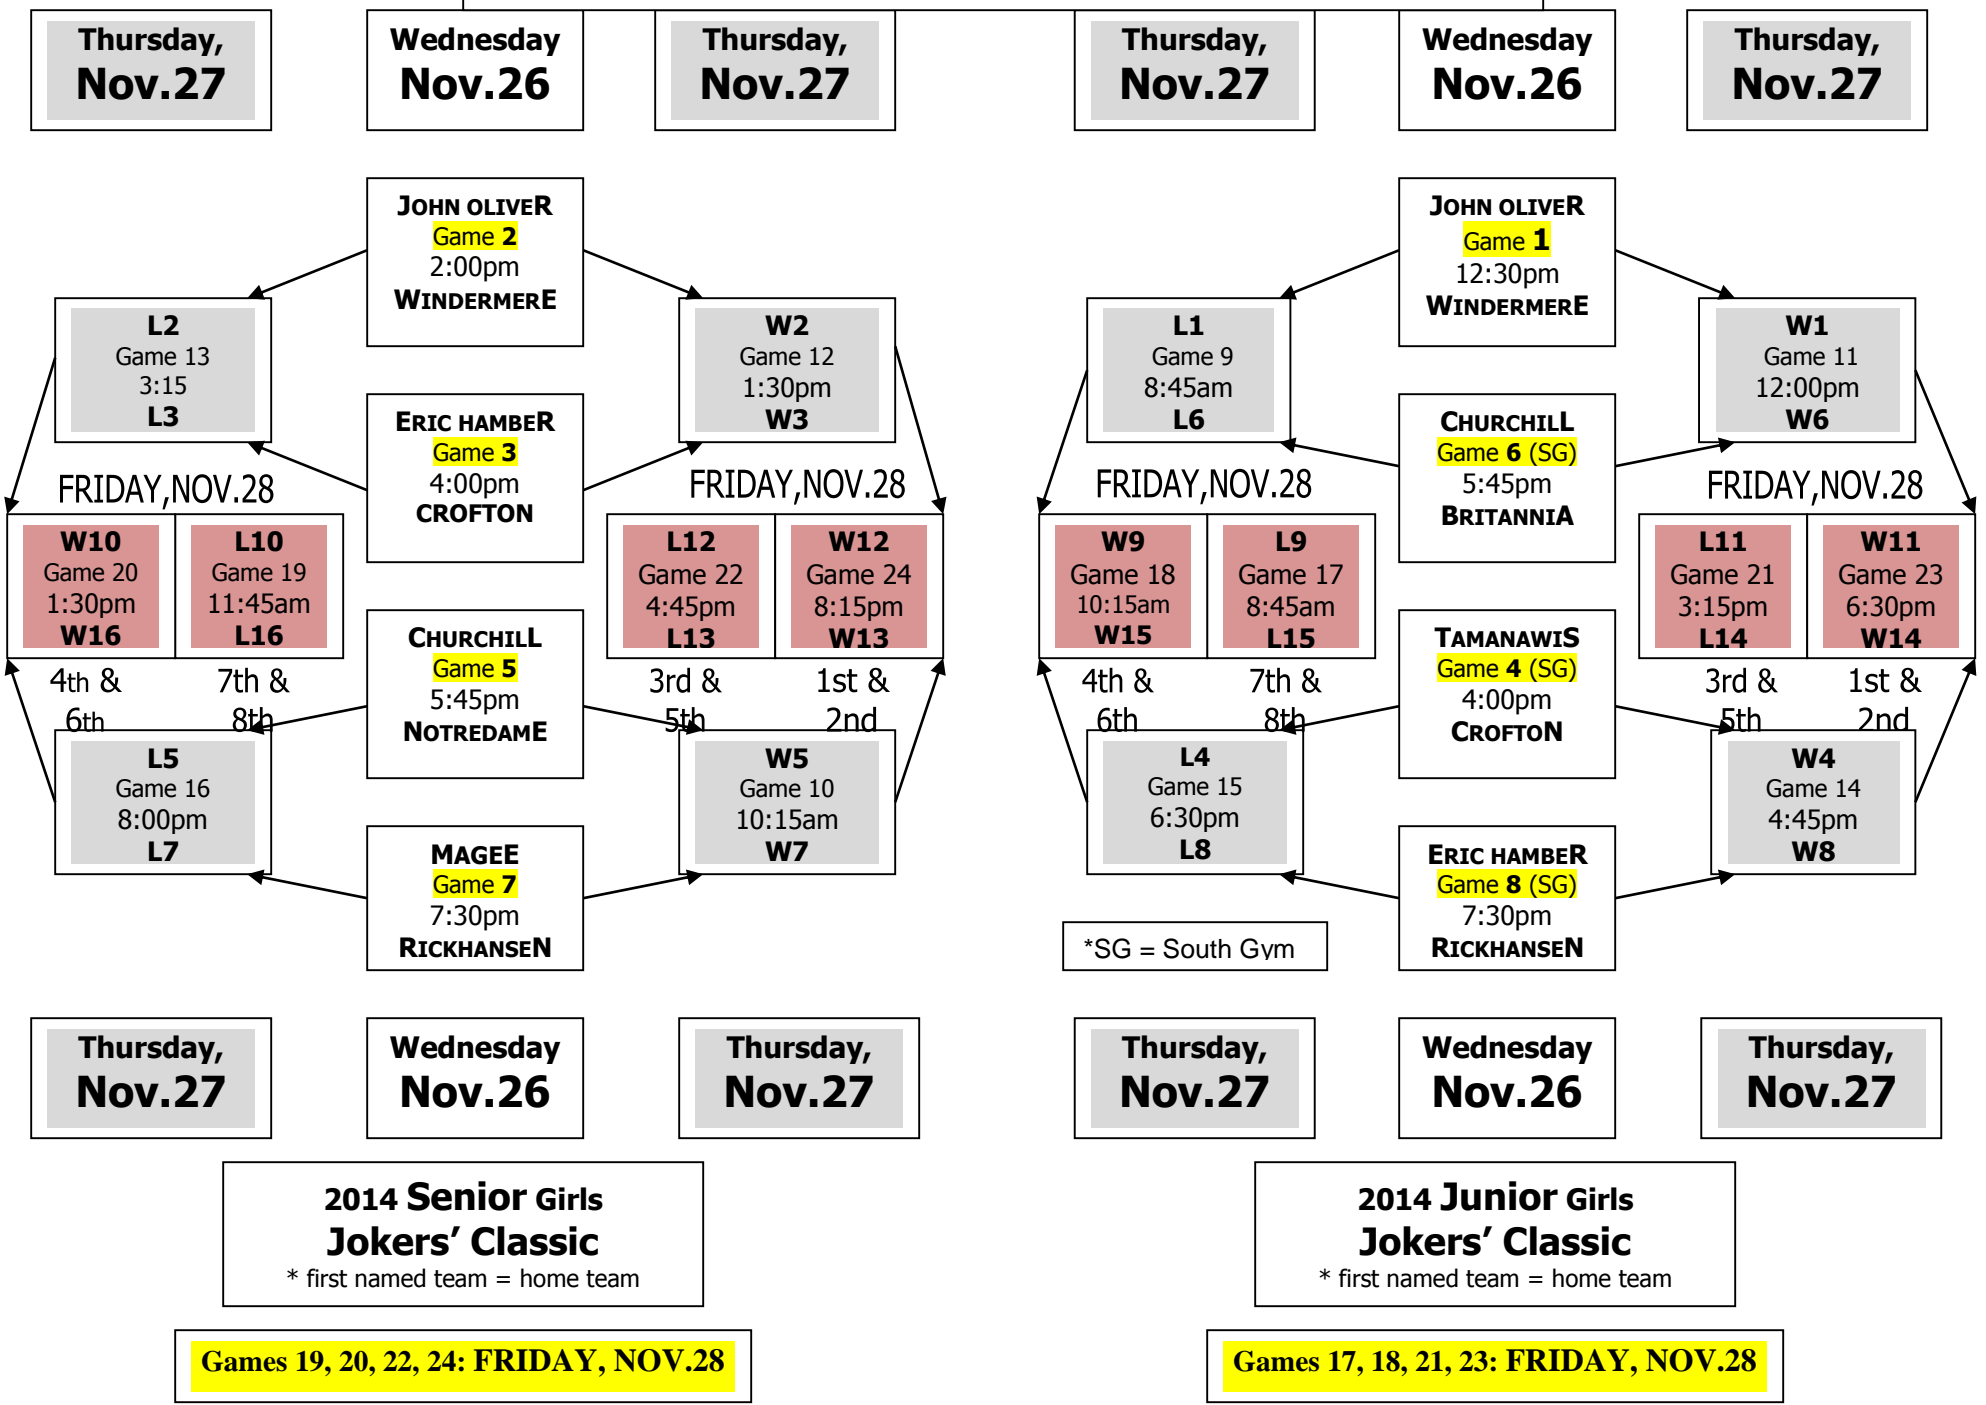 Thursday,
Nov.27
Wednesday
Nov.26
Thursday,
Nov.27
JOHN OLIVER
Game 2
2:00pm
WINDERMERE
L2
Game 13
3:15
L3
W2
Game 12
1:30pm
W3
ERIC HAMBER
Game 3
4:00pm
CROFTON
FRIDAY,NOV.28
FRIDAY,NOV.28
W10
Game 20
1:30pm
W16
L10
Game 19
11:45am
L16
L12
Game 22
4:45pm
L13
W12
Game 24
8:15pm
W13
4th &
6th
7th &
8th
3rd &
5th
1st &
2nd
CHURCHILL
Game 5
5:45pm
NOTREDAME
L5
Game 16
8:00pm
L7
W5
Game 10
10:15am
W7
MAGEE
Game 7
7:30pm
RICKHANSEN
Thursday,
Nov.27
Wednesday
Nov.26
Thursday,
Nov.27
2014 Senior Girls
Jokers’ Classic
* first named team = home team
Games 19, 20, 22, 24: FRIDAY, NOV.28
Thursday,
Nov.27
Wednesday
Nov.26
Thursday,
Nov.27
JOHN OLIVER
Game 1
12:30pm
WINDERMERE
L1
Game 9
8:45am
L6
W1
Game 11
12:00pm
W6
CHURCHILL
Game 6 (SG)
5:45pm
BRITANNIA
FRIDAY,NOV.28
FRIDAY,NOV.28
W9
Game 18
10:15am
W15
L9
Game 17
8:45am
L15
L11
Game 21
3:15pm
L14
W11
Game 23
6:30pm
W14
4th &
6th
7th &
8th
3rd &
5th
1st &
2nd
TAMANAWIS
Game 4 (SG)
4:00pm
CROFTON
L4
Game 15
6:30pm
L8
W4
Game 14
4:45pm
W8
ERIC HAMBER
Game 8 (SG)
7:30pm
RICKHANSEN
*SG = South Gym
Thursday,
Nov.27
Wednesday
Nov.26
Thursday,
Nov.27
2014 Junior Girls
Jokers’ Classic
* first named team = home team
Games 17, 18, 21, 23: FRIDAY, NOV.28